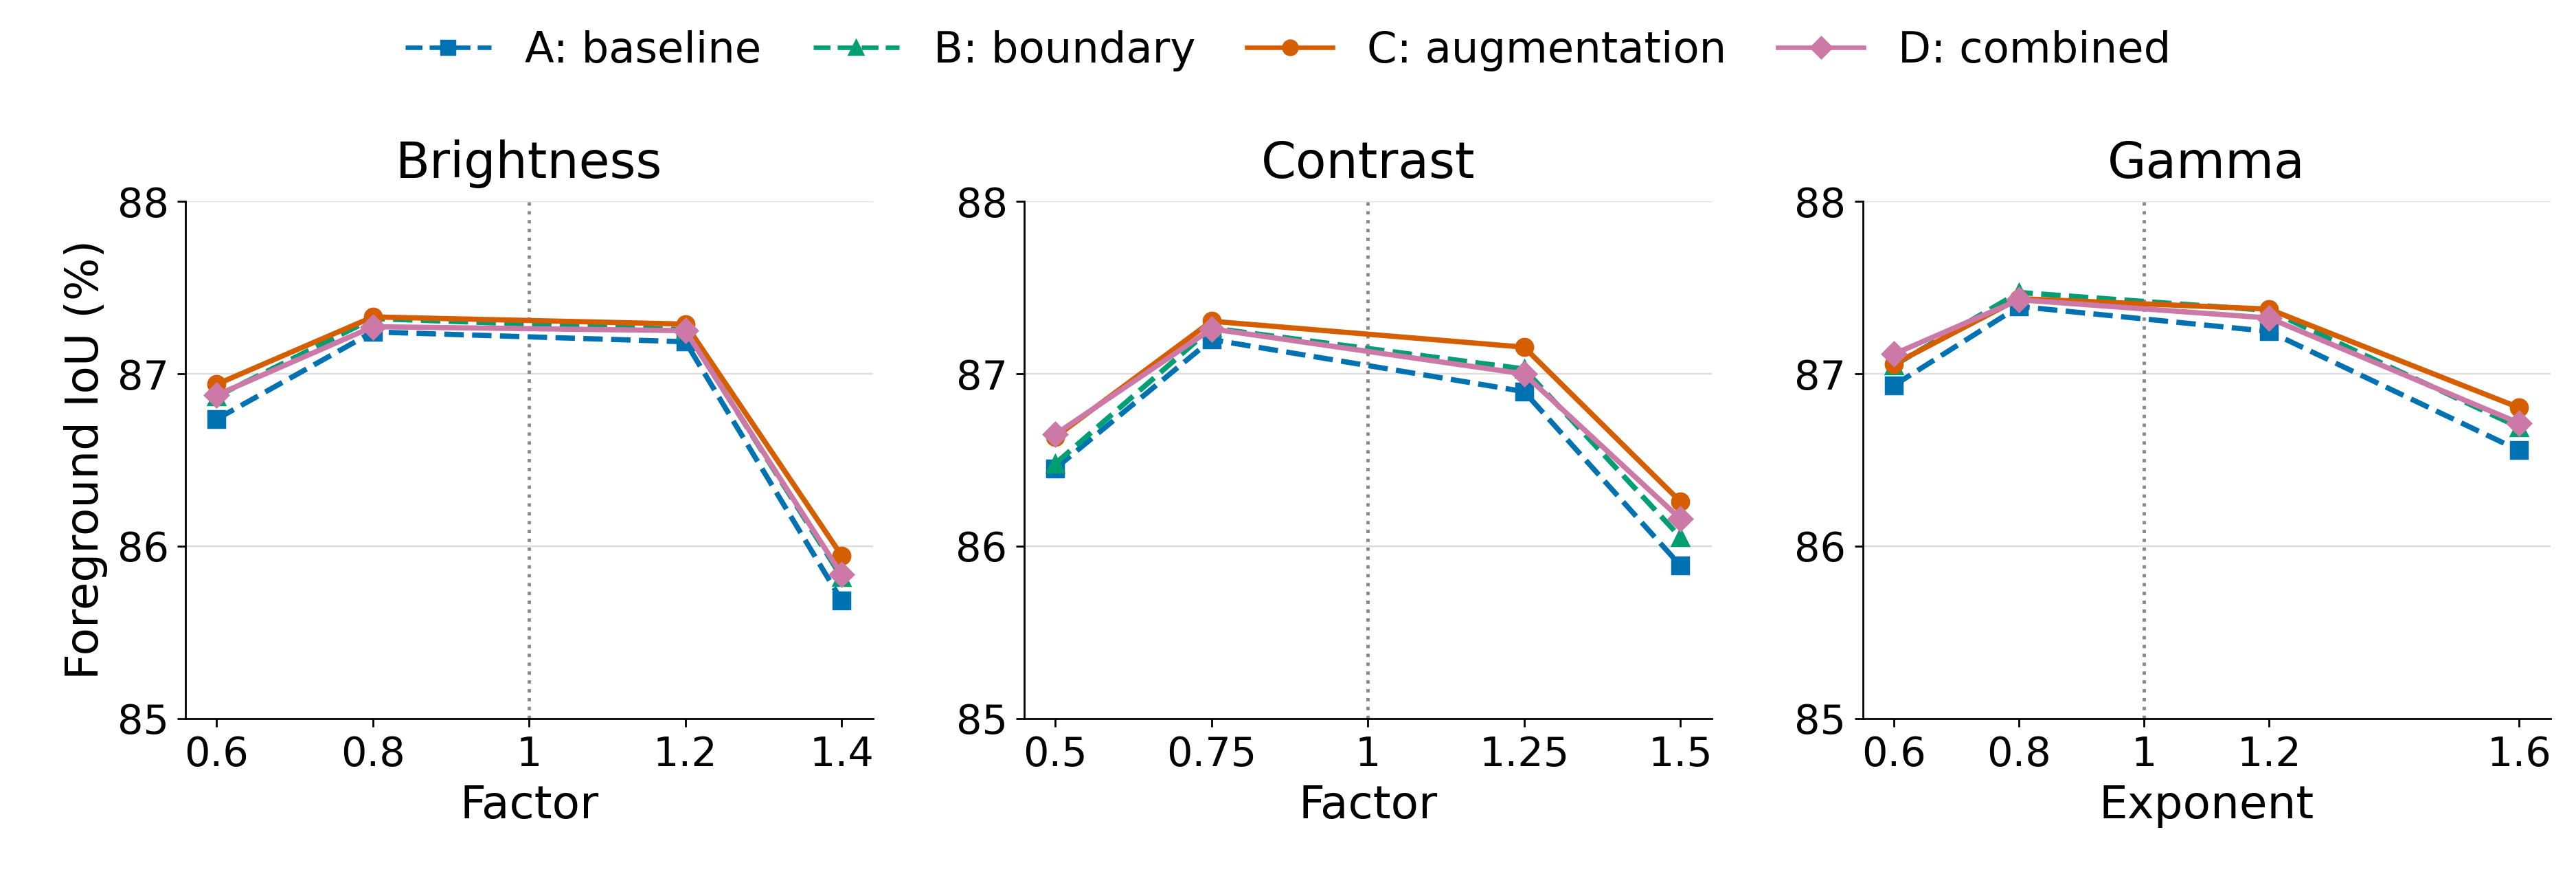 A: baseline B: boundary C: augmentation D: combined
Brightness Contrast Gamma
Foreground IoU (%)
88 88 88
87 87 87
86 86 86
85 85 85
0.6 0.8 1 1.2 1.4 0.5 0.75 1 1.25 1.5 0.6 0.8 1 1.2 1.6
Factor Factor Exponent